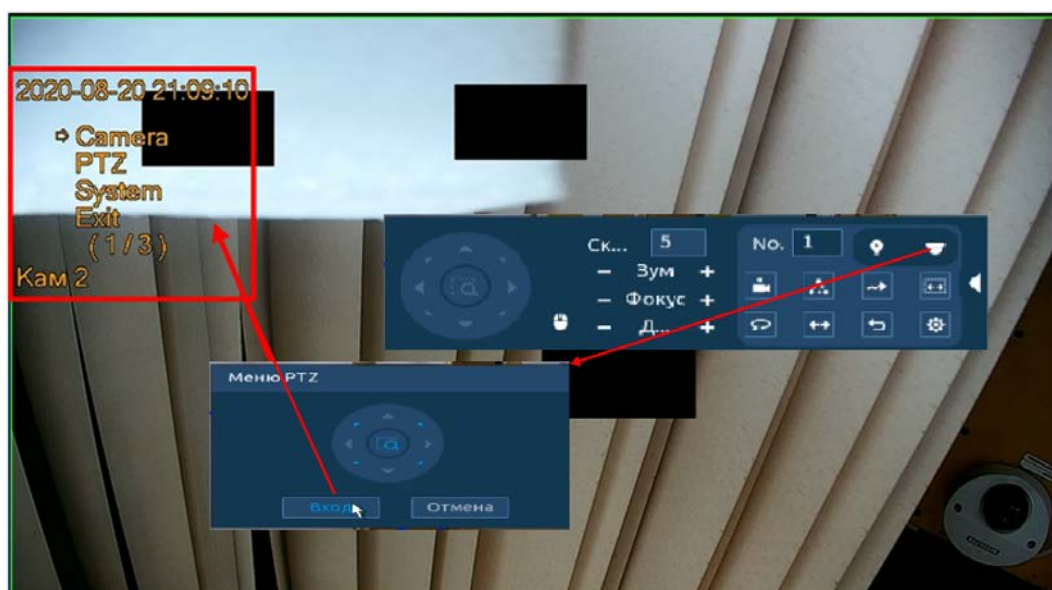 2020-08-20 21:09:10
⇨ Camera
PTZ
System
Exit
(1/3)
Кам 2
Ск... 5
No. 1
− Зум +
− Фокус +
− Д... +
Меню PTZ
Вход
Отмена